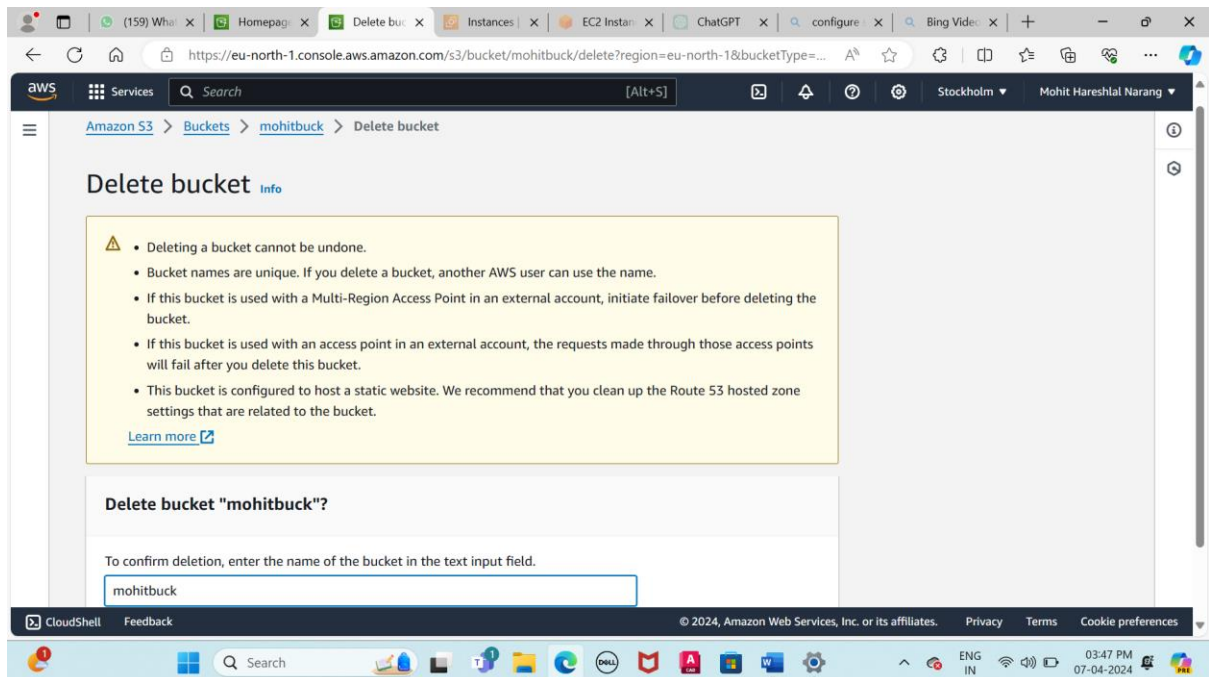 (159) Wha
Homepage
Delete buc
Instances |
EC2 Instan
ChatGPT
configure s
Bing Videc
https://eu-north-1.console.aws.amazon.com/s3/bucket/mohitbuck/delete?region=eu-north-1&bucketType=...
aws
Services
Search
[Alt+S]
Stockholm
Mohit Hareshlal Narang
Amazon S3 > Buckets > mohitbuck > Delete bucket
Delete bucket Info
• Deleting a bucket cannot be undone.
• Bucket names are unique. If you delete a bucket, another AWS user can use the name.
• If this bucket is used with a Multi-Region Access Point in an external account, initiate failover before deleting the
bucket.
• If this bucket is used with an access point in an external account, the requests made through those access points
will fail after you delete this bucket.
• This bucket is configured to host a static website. We recommend that you clean up the Route 53 hosted zone
settings that are related to the bucket.
Learn more
Delete bucket "mohitbuck"?
To confirm deletion, enter the name of the bucket in the text input field.
mohitbuck
CloudShell
Feedback
© 2024, Amazon Web Services, Inc. or its affiliates.
Privacy
Terms
Cookie preferences
Search
DELL
ENG
IN
03:47 PM
07-04-2024
PRE